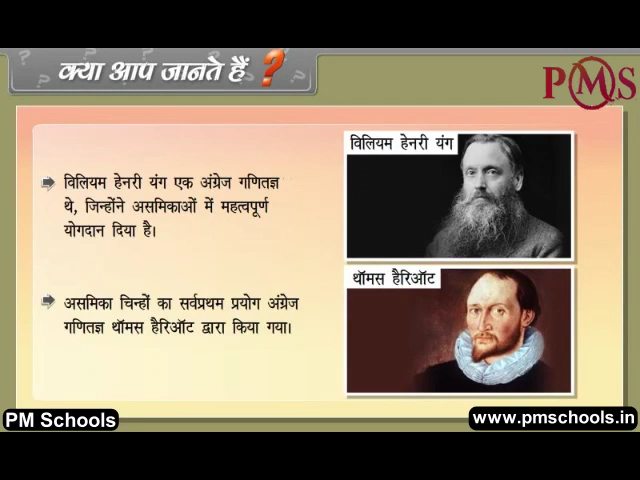 क्या आप जानते हैं ?
PMS
विलियम हेनरी यंग
विलियम हेनरी यंग एक अंग्रेज गणितज्ञ
थे, जिन्होंने असमिकाओं में महत्वपूर्ण
योगदान दिया है।
थॉमस हैरिऑट
असमिका चिन्हों का सर्वप्रथम प्रयोग अंग्रेज
गणितज्ञ थॉमस हैरिऑट द्वारा किया गया।
PM Schools
www.pmschools.in